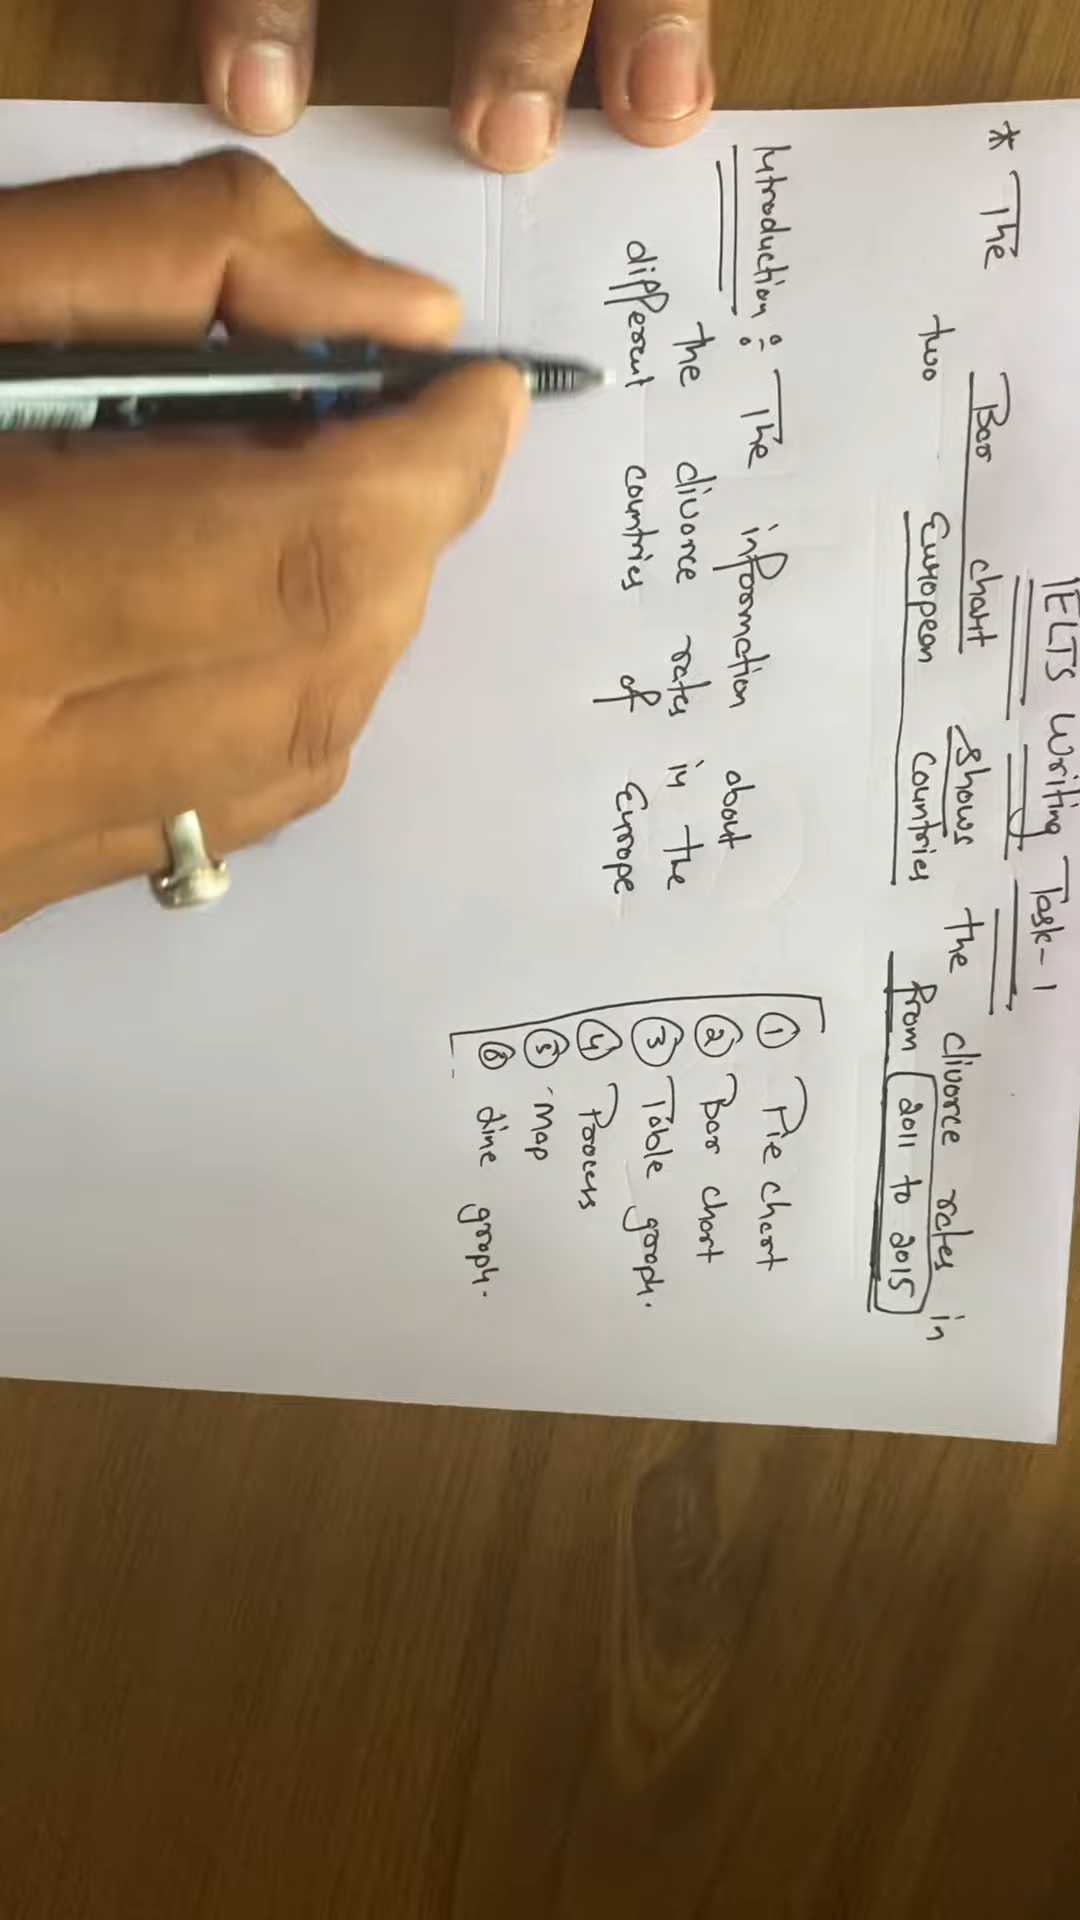 IELTS Writing Task-1
* The Bar chart shows the divorce rates in
two European countries from 2011 to 2015
Introduction: The information about
the divorce rates in the
different countries of Europe
① Pie chart
② Bar chart
③ Table graph.
④ Process
⑤ Map
⑥ Line graph.